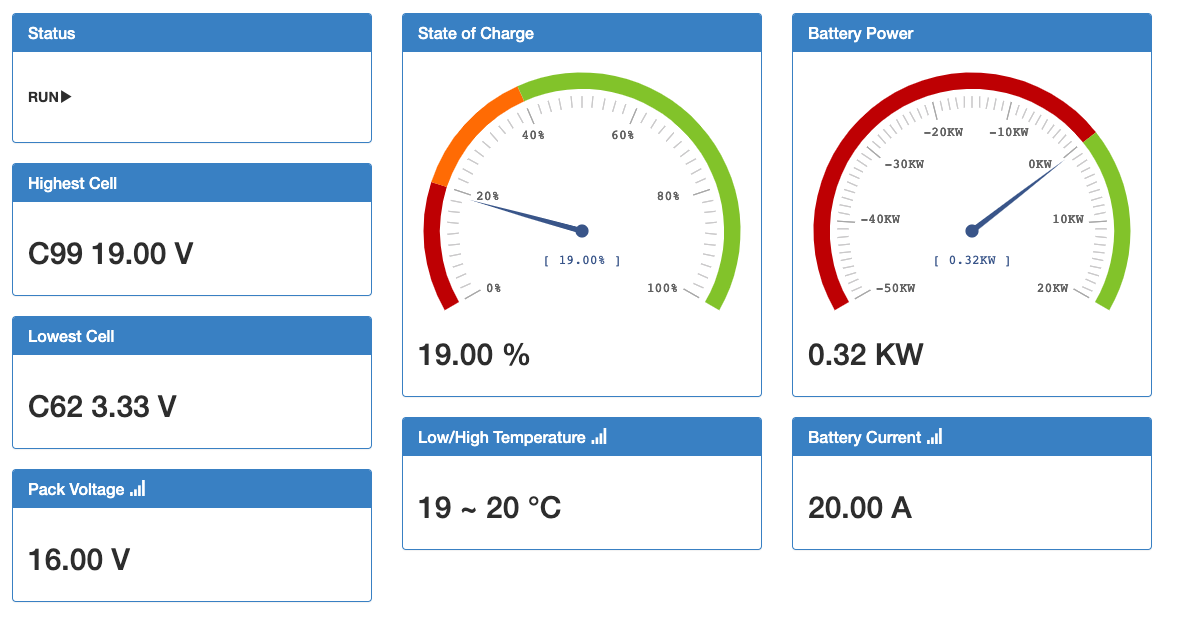 Status
RUN▶
Highest Cell
C99 19.00 V
Lowest Cell
C62 3.33 V
Pack Voltage
16.00 V
State of Charge
0%
20%
40%
60%
80%
100%
[ 19.00% ]
19.00 %
Low/High Temperature
19 ~ 20 °C
Battery Power
-50KW
-40KW
-30KW
-20KW
-10KW
0KW
10KW
20KW
[ 0.32KW ]
0.32 KW
Battery Current
20.00 A